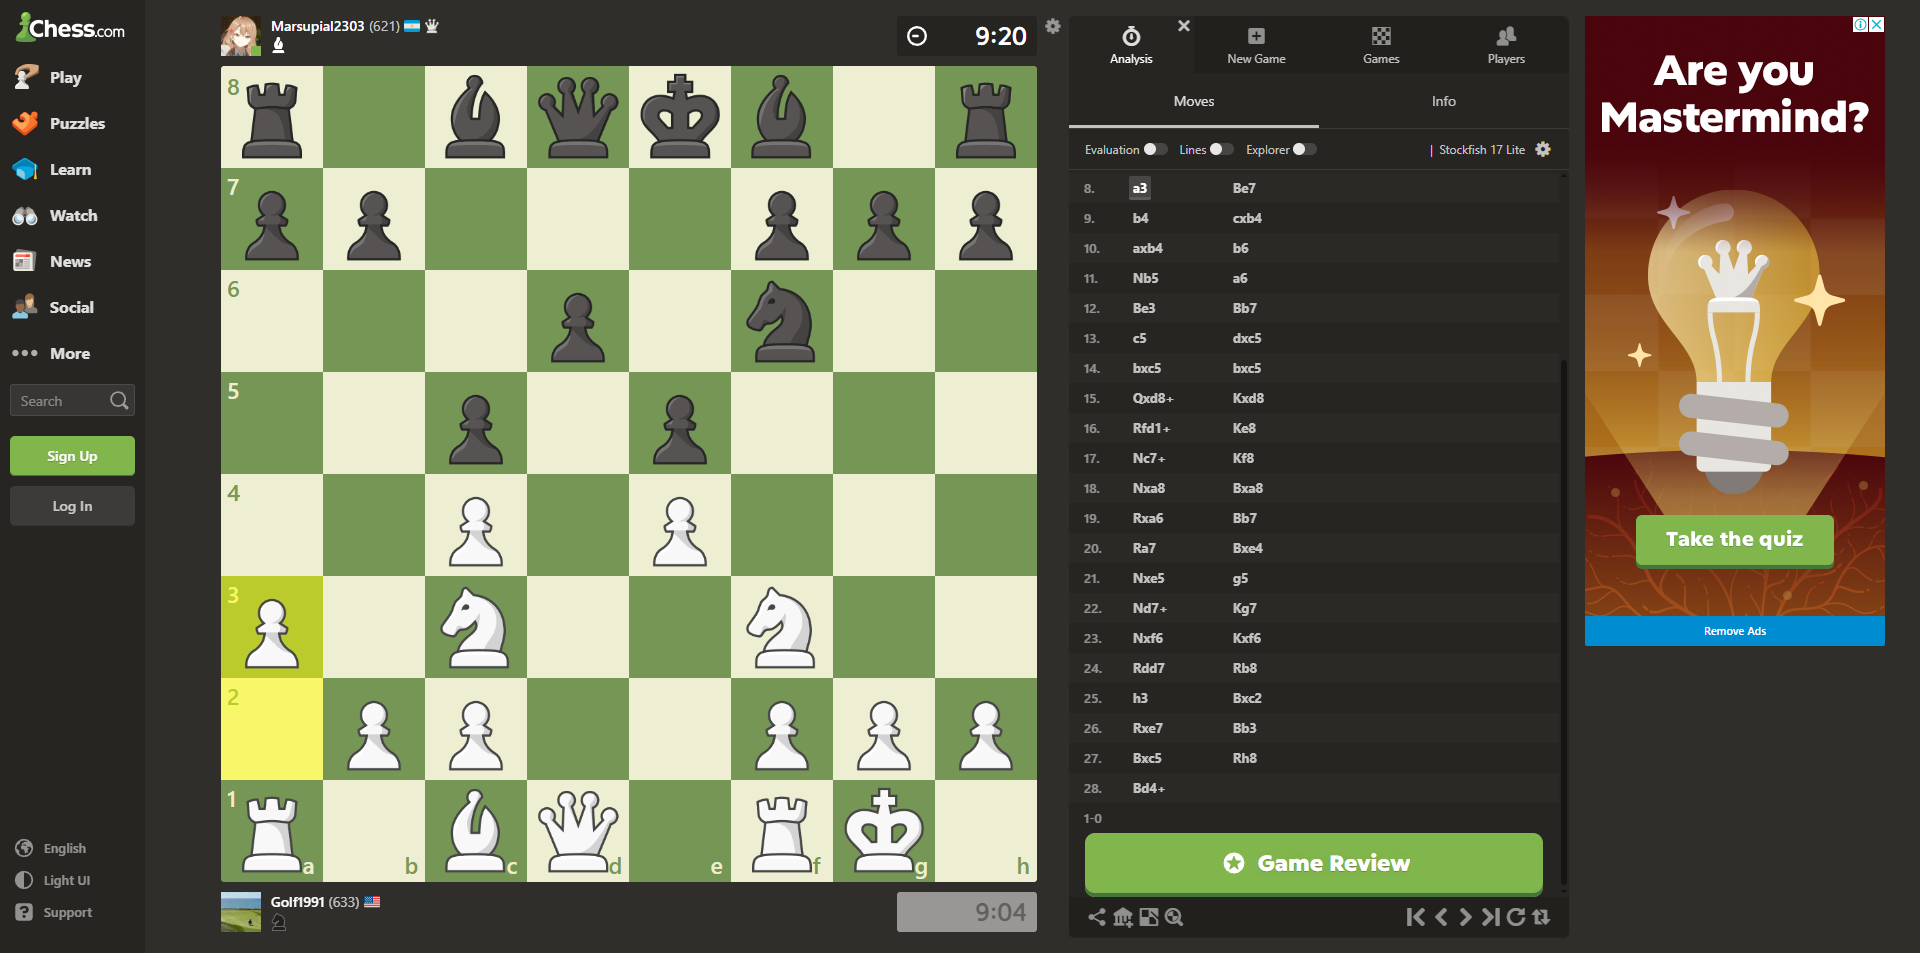 Chess.com
Play
Puzzles
Learn
Watch
News
Social
More
Search
Sign Up
Log In
English
Light UI
Support
Marsupial2303 (621)
9:20
8
7
6
5
4
3
2
1
a b c d e f g h
Golf1991 (633)
9:04
Analysis
New Game
Games
Players
Moves
Info
Evaluation
Lines
Explorer
Stockfish 17 Lite
8. a3 Be7
9. b4 cxb4
10. axb4 b6
11. Nb5 a6
12. Be3 Bb7
13. c5 dxc5
14. bxc5 bxc5
15. Qxd8+ Kxd8
16. Rfd1+ Ke8
17. Nc7+ Kf8
18. Nxa8 Bxa8
19. Rxa6 Bb7
20. Ra7 Bxe4
21. Nxe5 g5
22. Nd7+ Kg7
23. Nxf6 Kxf6
24. Rdd7 Rb8
25. h3 Bxc2
26. Rxe7 Bb3
27. Bxc5 Rh8
28. Bd4+
1-0
Game Review
Are you
Mastermind?
Take the quiz
Remove Ads